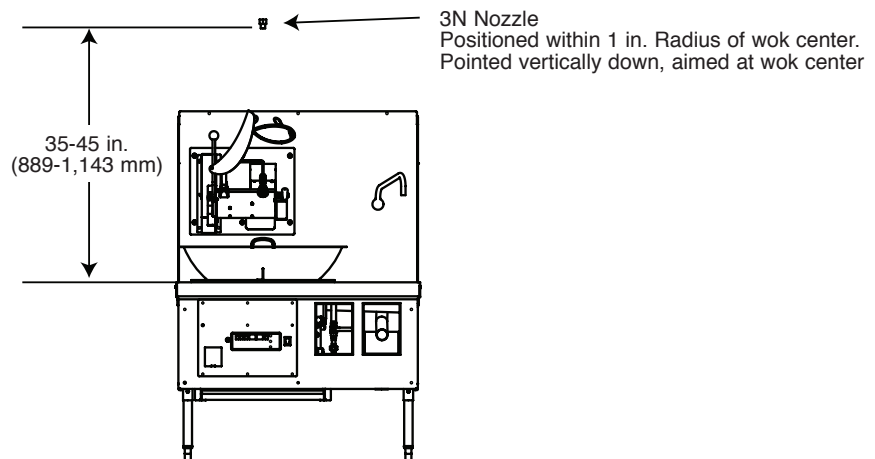 3N Nozzle
Positioned within 1 in. Radius of wok center.
Pointed vertically down, aimed at wok center
35-45 in.
(889-1,143 mm)